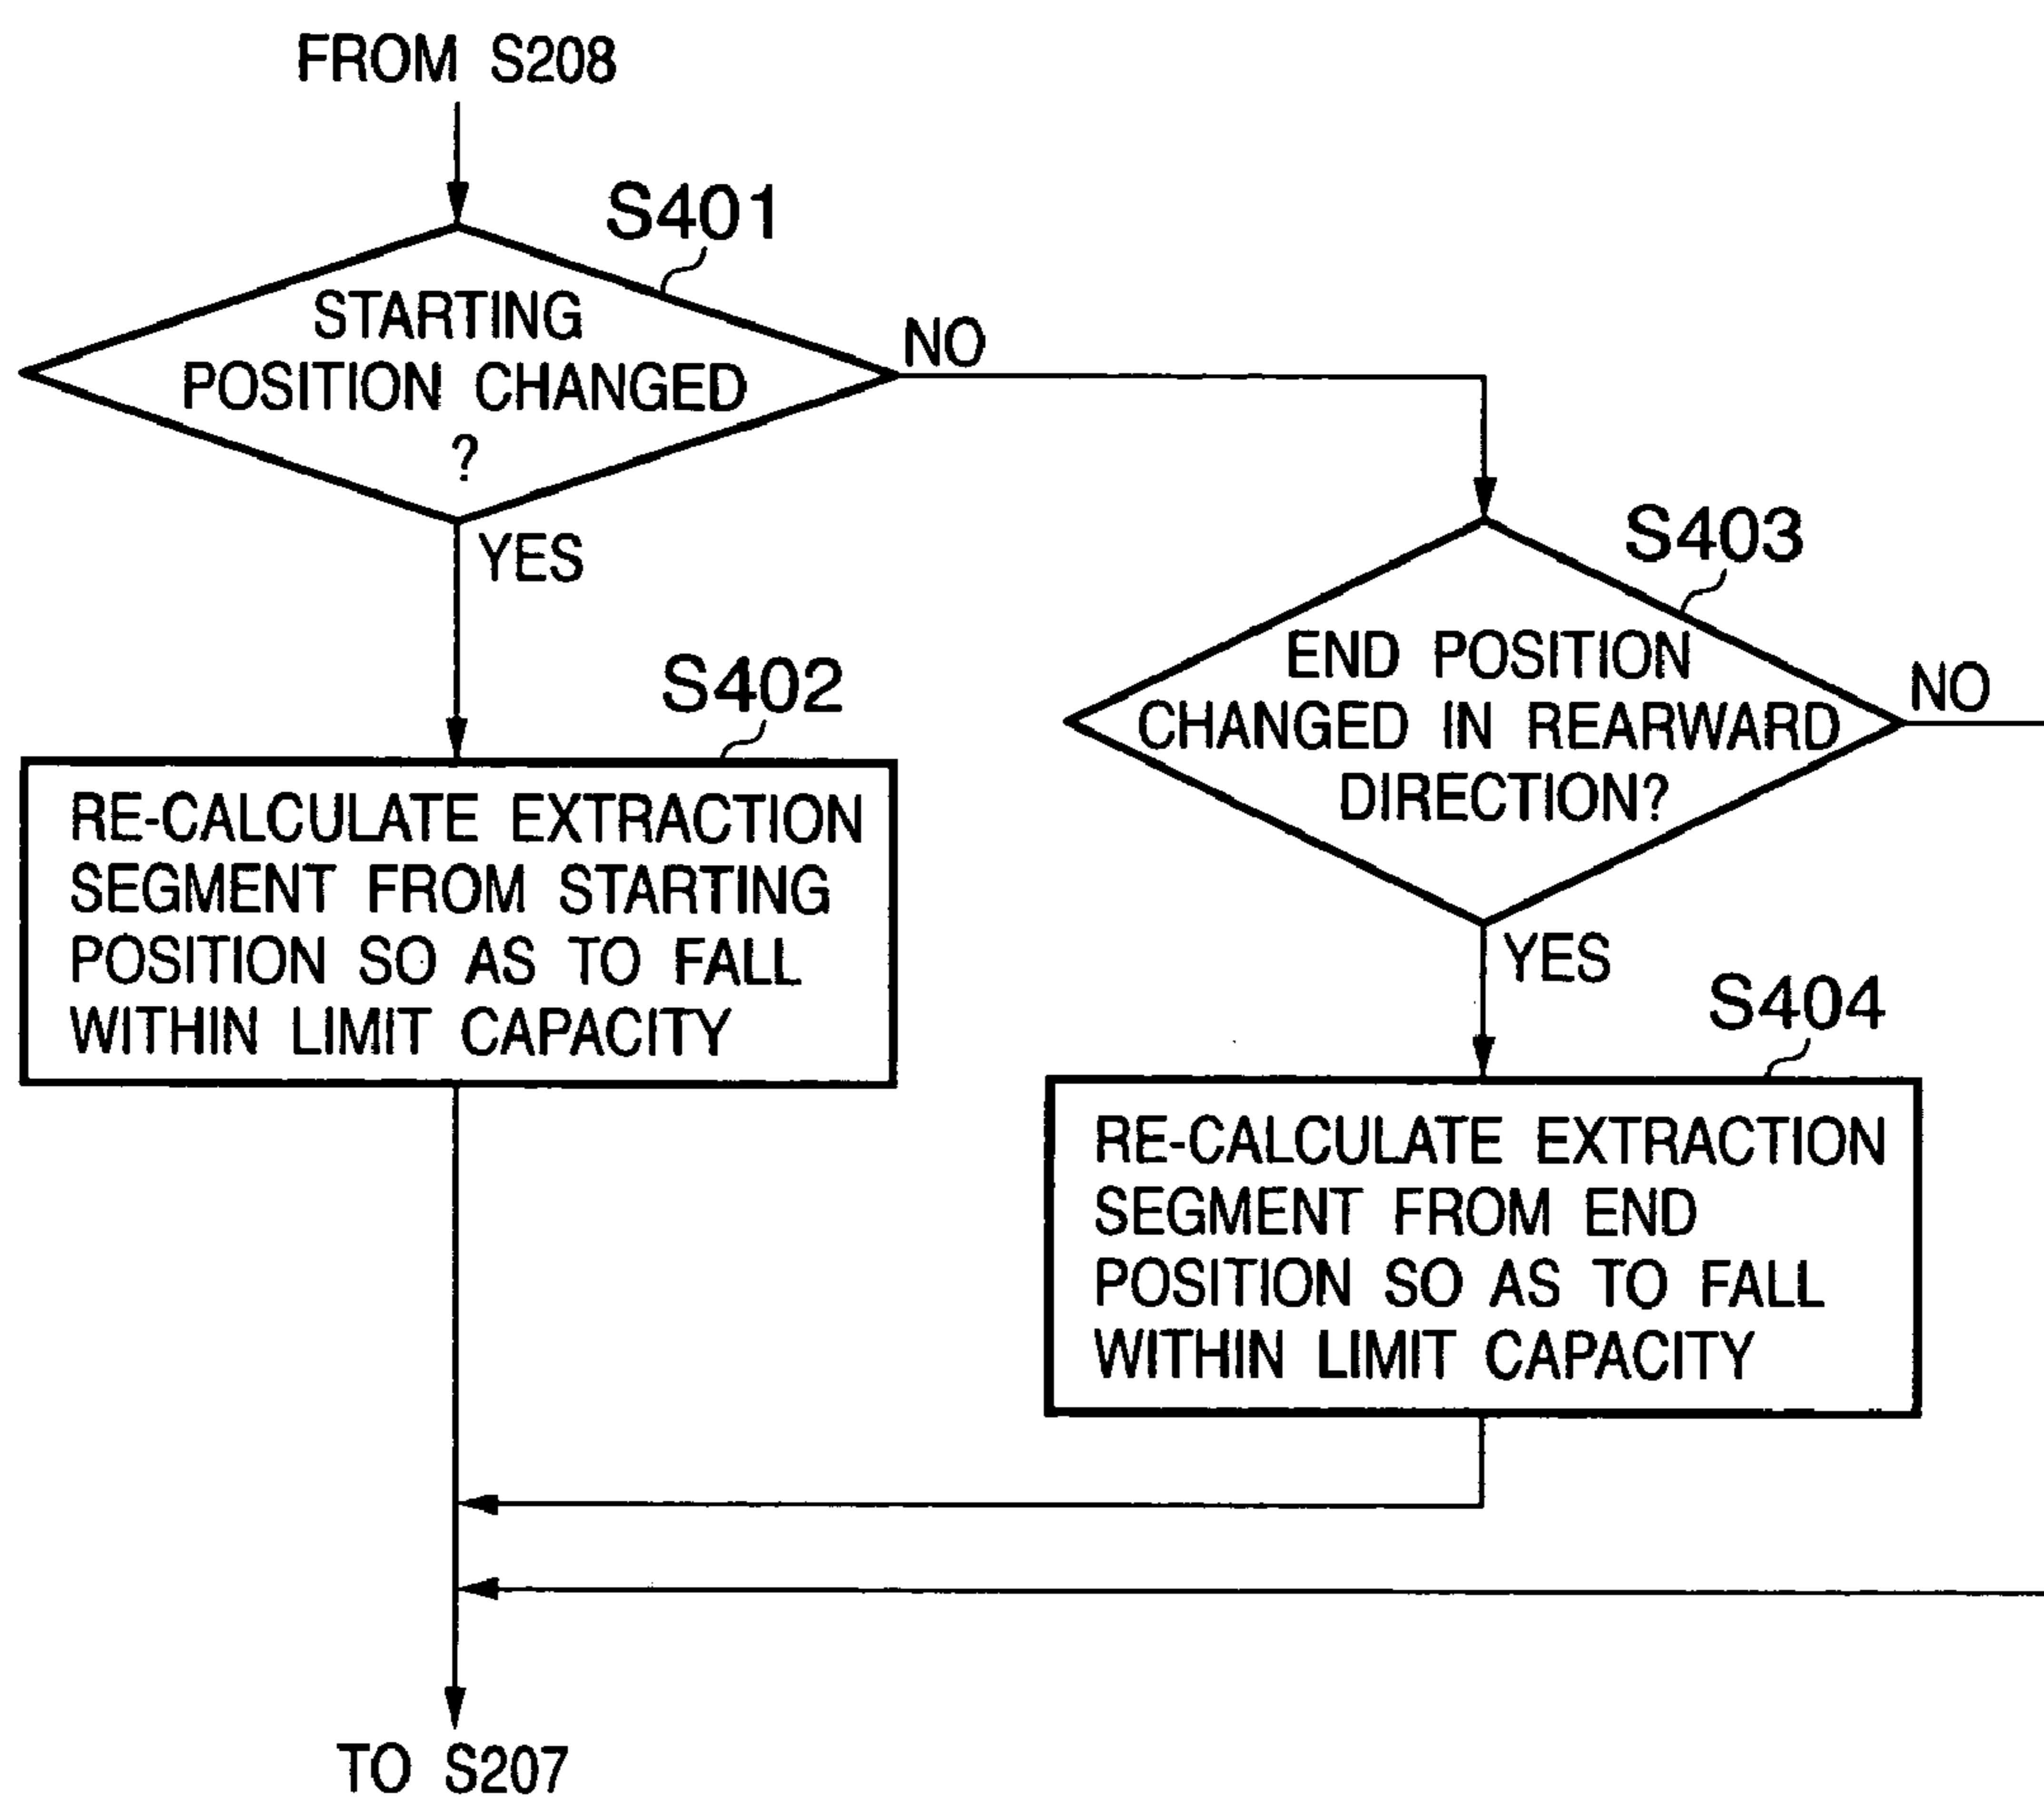 FROM S208
S401
STARTING
POSITION CHANGED
?
NO
YES
S402
RE-CALCULATE EXTRACTION
SEGMENT FROM STARTING
POSITION SO AS TO FALL
WITHIN LIMIT CAPACITY
S403
END POSITION
CHANGED IN REARWARD
DIRECTION?
NO
YES
S404
RE-CALCULATE EXTRACTION
SEGMENT FROM END
POSITION SO AS TO FALL
WITHIN LIMIT CAPACITY
TO S207